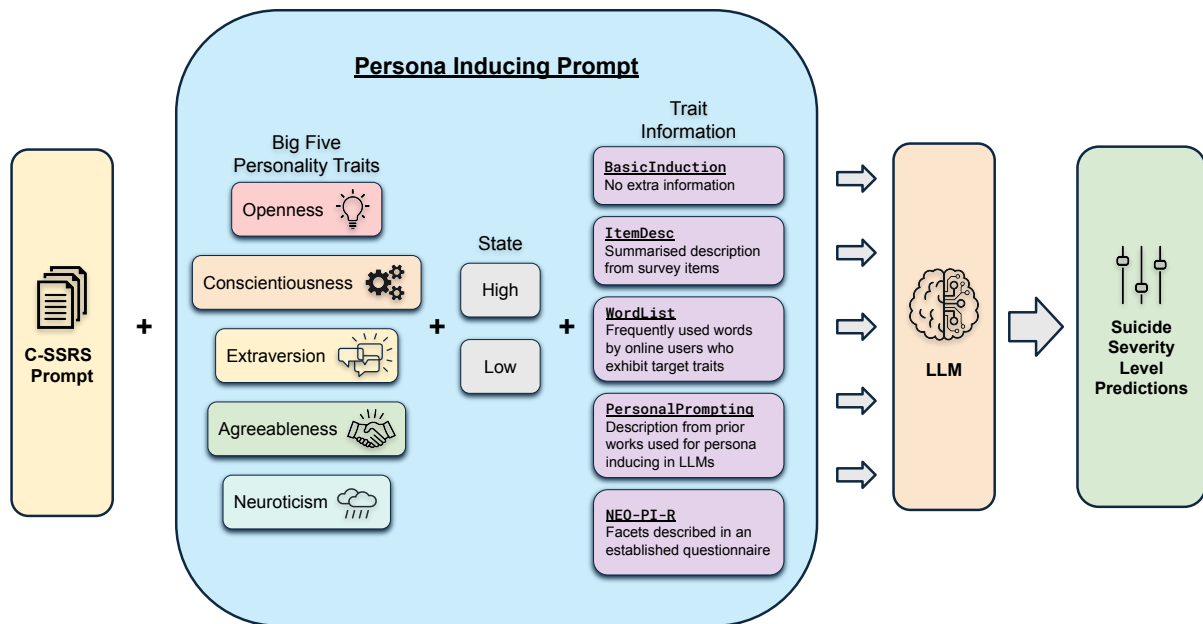 Persona Inducing Prompt
C-SSRS
Prompt
+
Big Five
Personality Traits
Openness
Conscientiousness
Extraversion
Agreeableness
Neuroticism
+
State
High
Low
+
Trait
Information
BasicInduction
No extra information
ItemDesc
Summarised description
from survey items
WordList
Frequently used words
by online users who
exhibit target traits
PersonalPrompting
Description from prior
works used for persona
inducing in LLMs
NEO-PI-R
Facets described in an
established questionnaire
LLM
Suicide
Severity
Level
Predictions